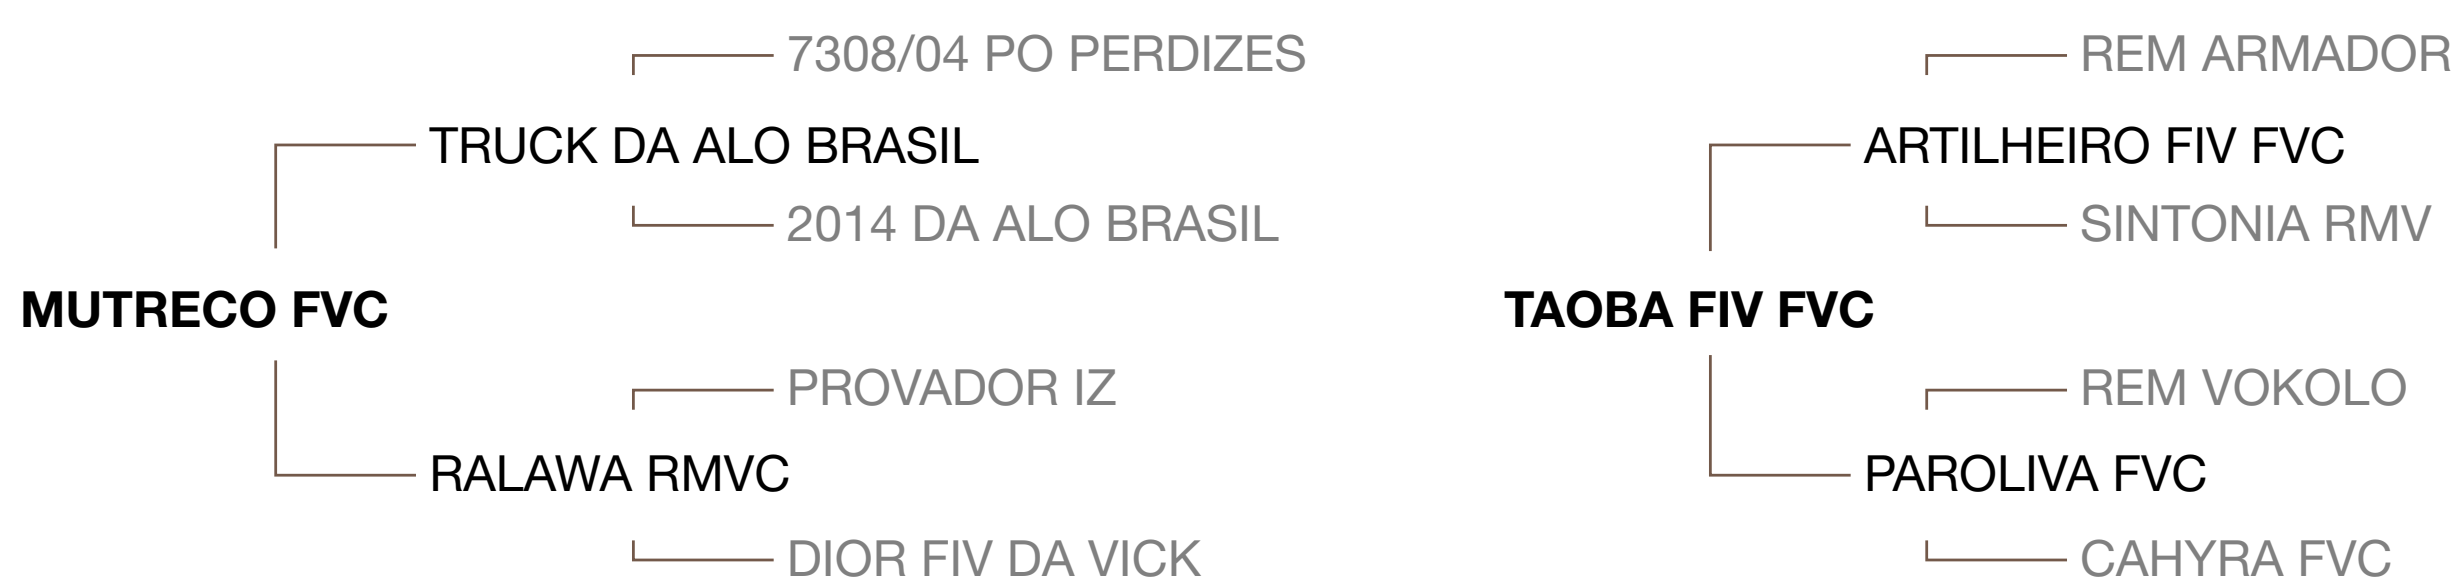 7308/04 PO PERDIZES
TRUCK DA ALO BRASIL
2014 DA ALO BRASIL
MUTRECO FVC
PROVADOR IZ
RALAWA RMVC
DIOR FIV DA VICK
REM ARMADOR
ARTILHEIRO FIV FVC
SINTONIA RMV
TAOBA FIV FVC
REM VOKOLO
PAROLIVA FVC
CAHYRA FVC